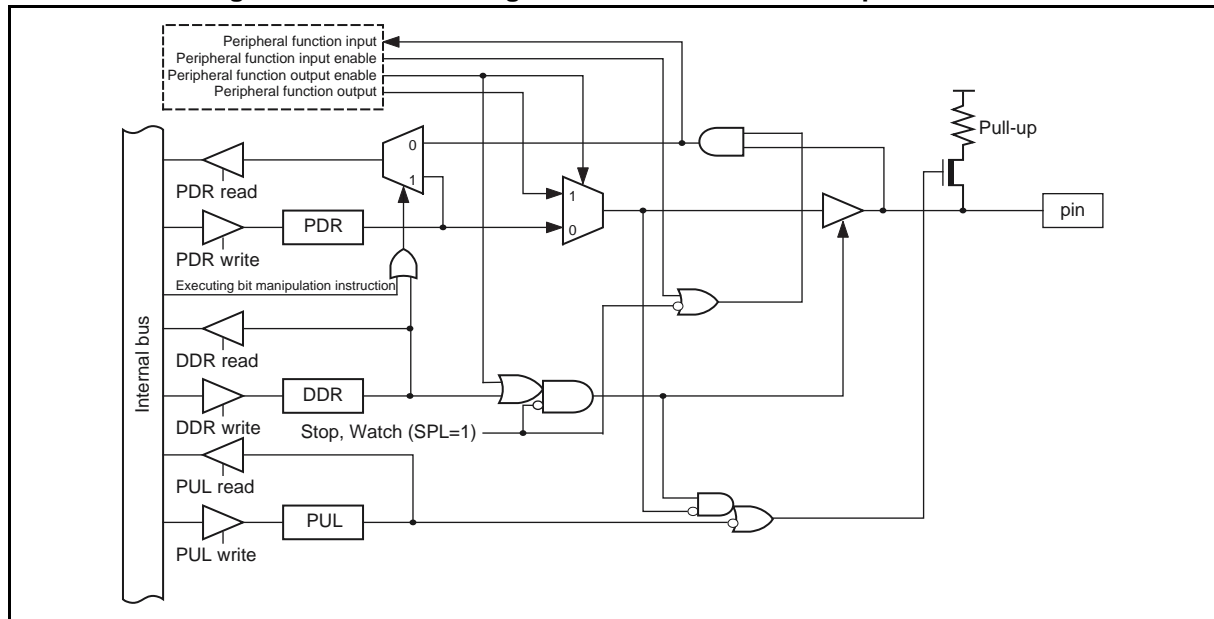 Peripheral function input
Peripheral function input enable
Peripheral function output enable
Peripheral function output
Pull-up
0
1
PDR read
1
pin
PDR
0
PDR write
Executing bit manipulation instruction
Internal bus
DDR read
DDR
DDR write
Stop, Watch (SPL=1)
PUL read
PUL
PUL write